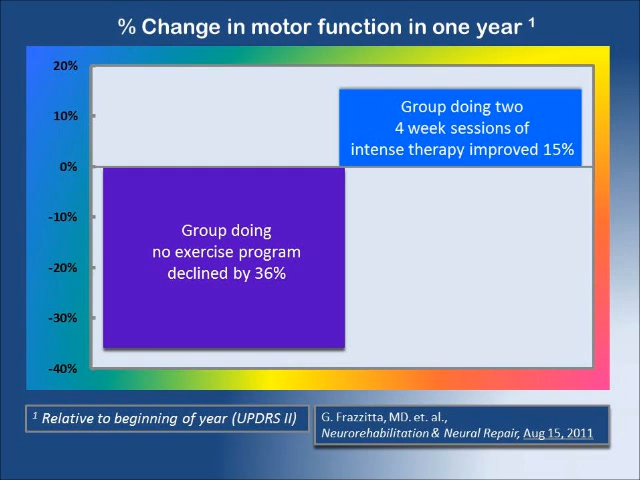 % Change in motor function in one year ¹
20%
10%
0%
-10%
-20%
-30%
-40%
Group doing two
4 week sessions of
intense therapy improved 15%
Group doing
no exercise program
declined by 36%
¹ Relative to beginning of year (UPDRS II)
G. Frazzitta, MD. et. al.,
Neurorehabilitation & Neural Repair, Aug 15, 2011